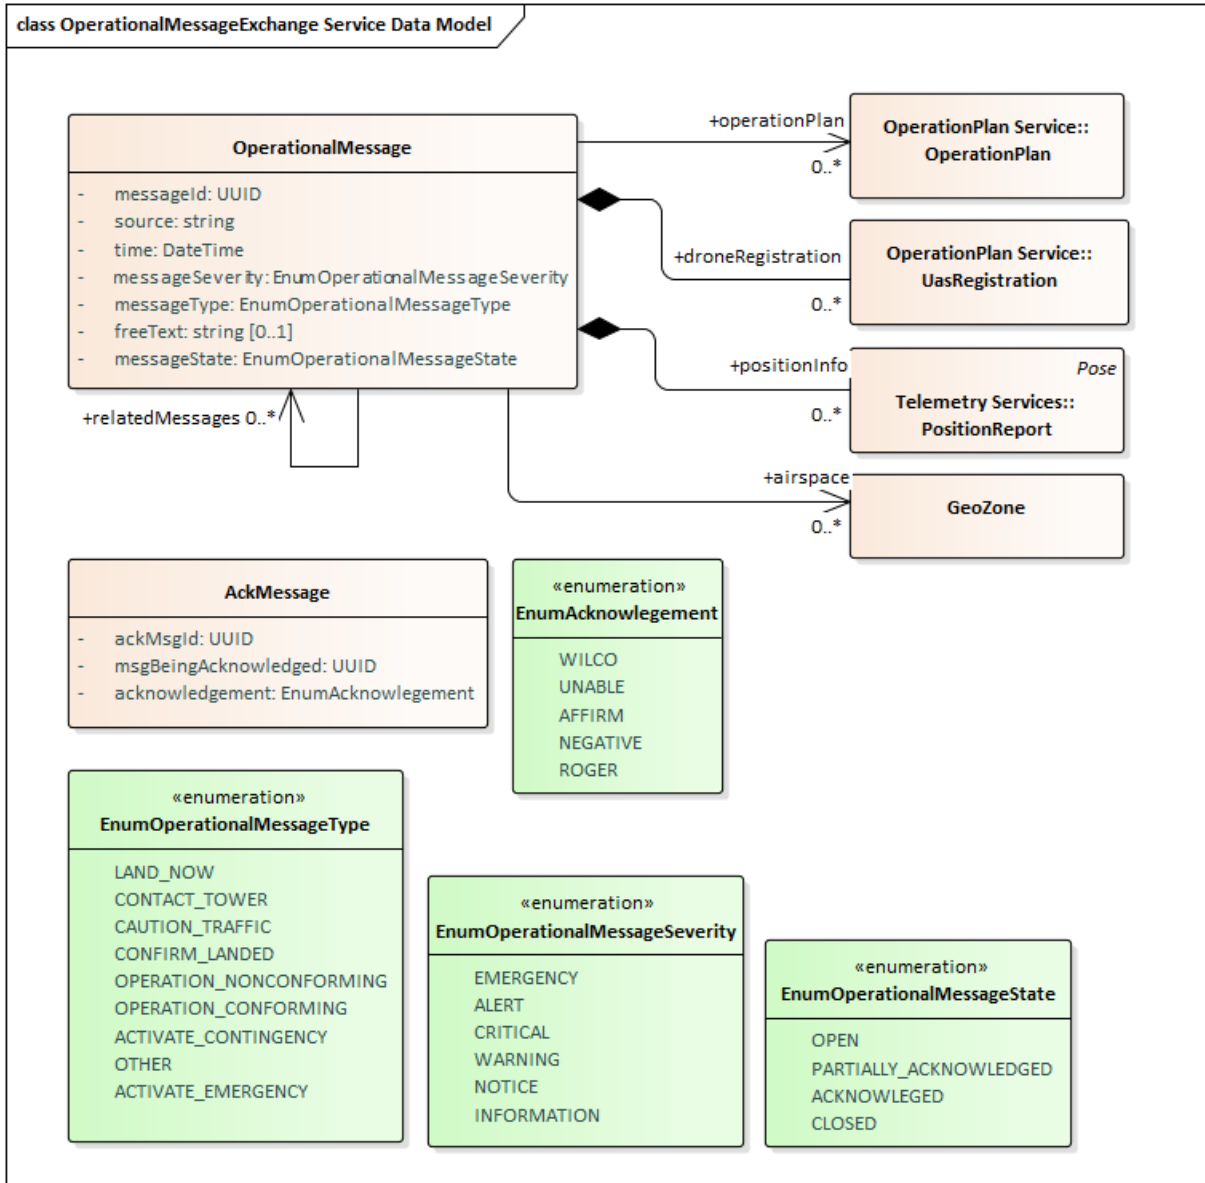 class OperationalMessageExchange Service Data Model
OperationalMessage
- messageId: UUID
- source: string
- time: DateTime
- messageSeverity: EnumOperationalMessageSeverity
- messageType: EnumOperationalMessageType
- freeText: string [0..1]
- messageState: EnumOperationalMessageState
+operationPlan
0..*
OperationPlan Service::
OperationPlan
+droneRegistration
0..*
OperationPlan Service::
UasRegistration
+positionInfo
0..*
Pose
Telemetry Services::
PositionReport
+relatedMessages 0..*
+airspace
0..*
GeoZone
AckMessage
- ackMsgId: UUID
- msgBeingAcknowledged: UUID
- acknowledgement: EnumAcknowlegement
«enumeration»
EnumAcknowlegement
WILCO
UNABLE
AFFIRM
NEGATIVE
ROGER
«enumeration»
EnumOperationalMessageType
LAND_NOW
CONTACT_TOWER
CAUTION_TRAFFIC
CONFIRM_LANDED
OPERATION_NONCONFORMING
OPERATION_CONFORMING
ACTIVATE_CONTINGENCY
OTHER
ACTIVATE_EMERGENCY
«enumeration»
EnumOperationalMessageSeverity
EMERGENCY
ALERT
CRITICAL
WARNING
NOTICE
INFORMATION
«enumeration»
EnumOperationalMessageState
OPEN
PARTIALLY_ACKNOWLEDGED
ACKNOWLEGED
CLOSED